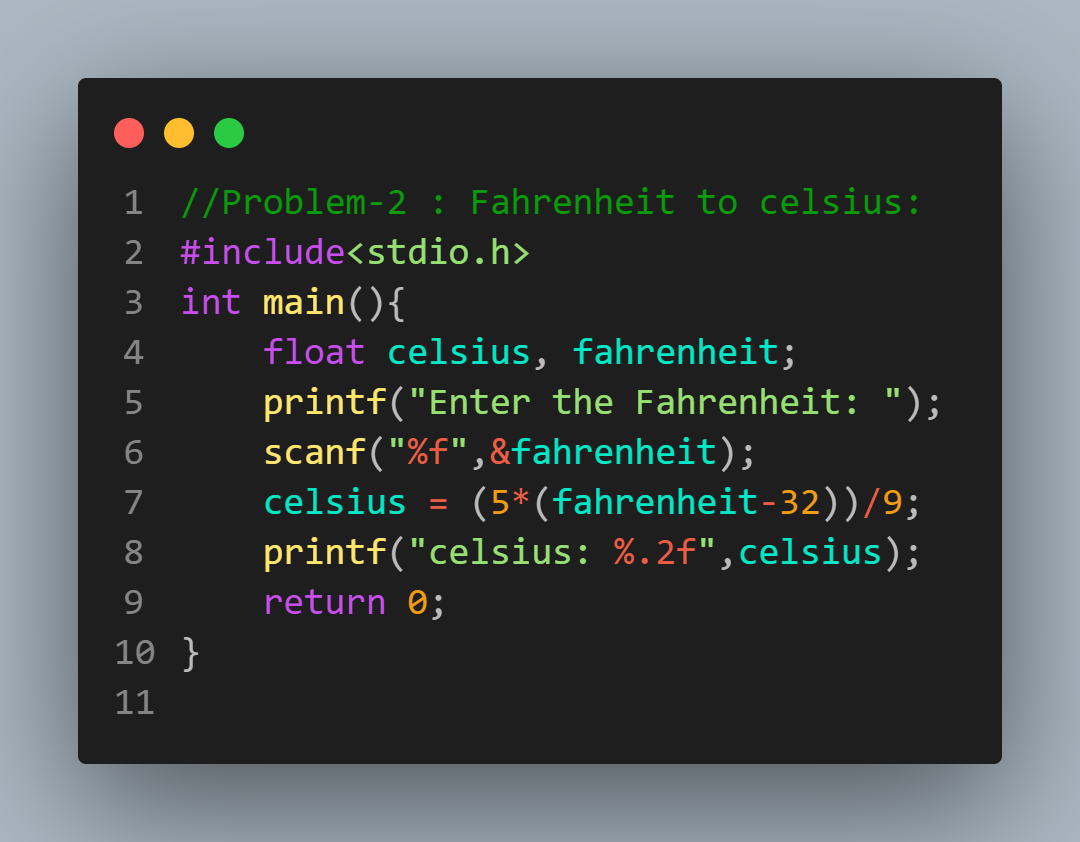 1 //Problem-2 : Fahrenheit to celsius:
2 #include<stdio.h>
3 int main(){
4     float celsius, fahrenheit;
5     printf("Enter the Fahrenheit: ");
6     scanf("%f",&fahrenheit);
7     celsius = (5*(fahrenheit-32))/9;
8     printf("celsius: %.2f",celsius);
9     return 0;
10 }
11